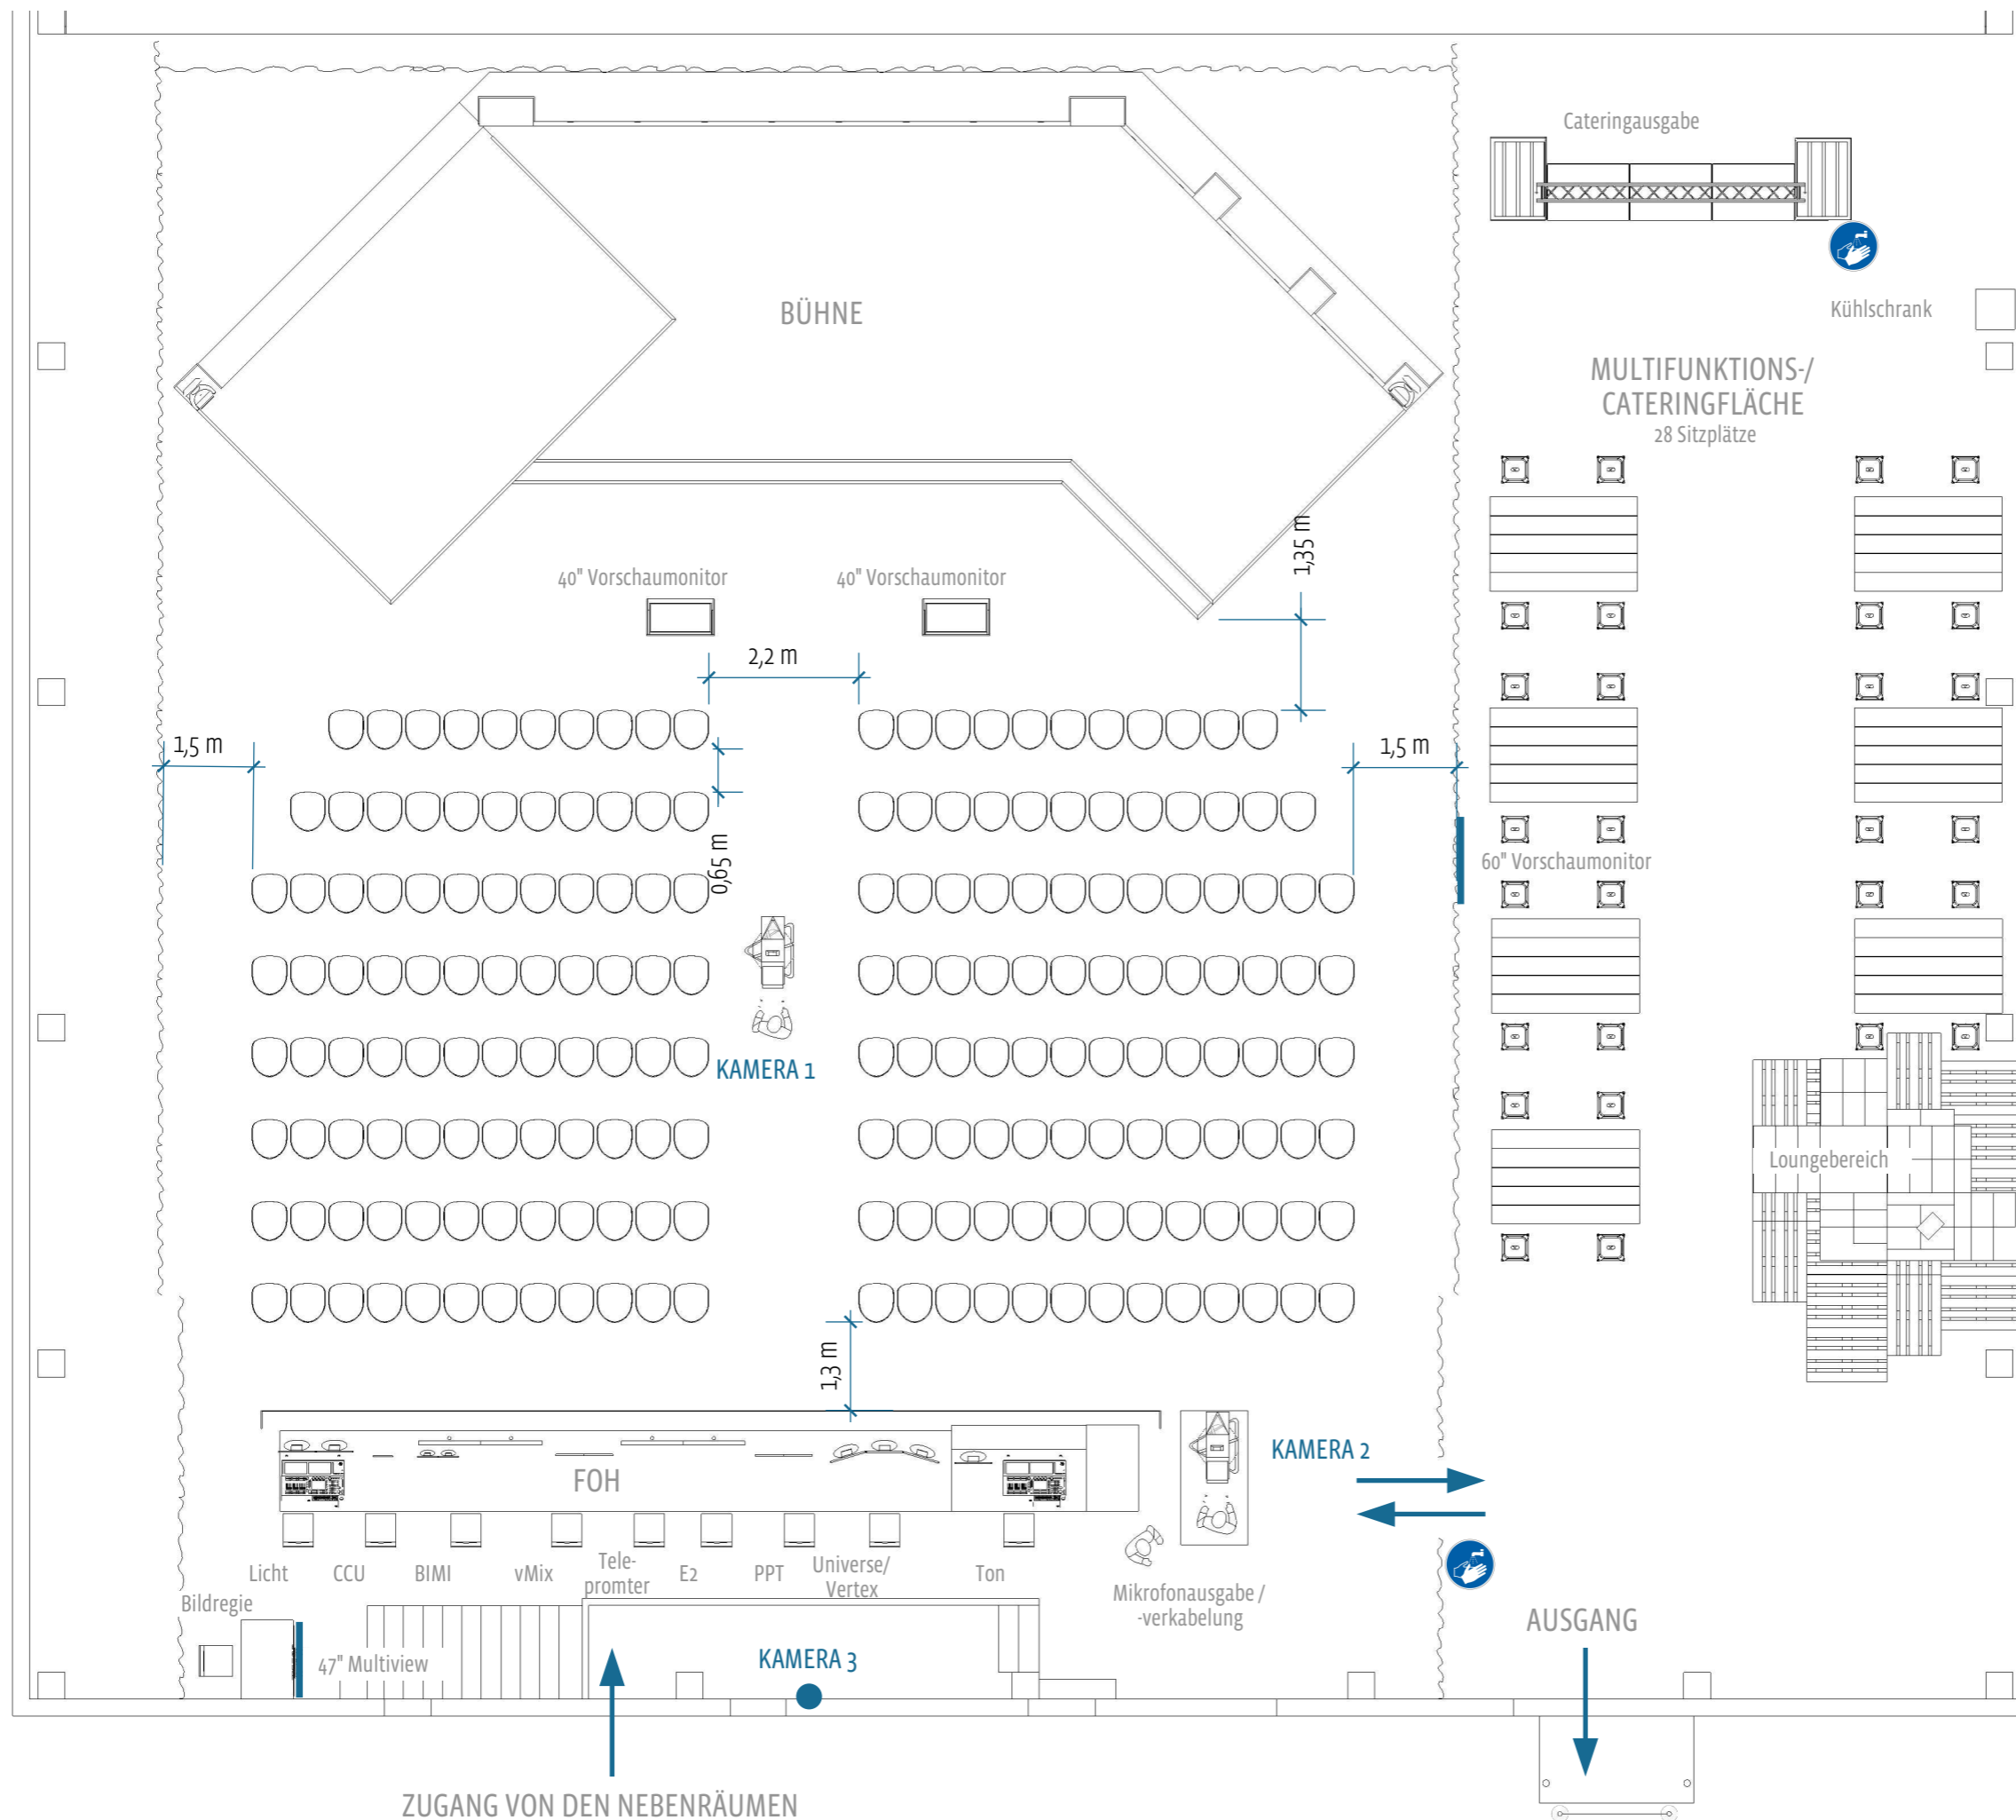 Cateringausgabe
BÜHNE
Kühlschrank
MULTIFUNKTIONS-/
CATERINGFLÄCHE
28 Sitzplätze
1,35 m
40" Vorschaumonitor
40" Vorschaumonitor
2,2 m
1,5 m
1,5 m
0,65 m
60" Vorschaumonitor
KAMERA 1
Loungebereich
1,3 m
KAMERA 2
FOH
Licht
CCU
BIMI
vMix
Tele-
promter
E2
PPT
Universe/
Vertex
Ton
Mikrofonausgabe /
-verkabelung
Bildregie
47" Multiview
KAMERA 3
AUSGANG
ZUGANG VON DEN NEBENRÄUMEN